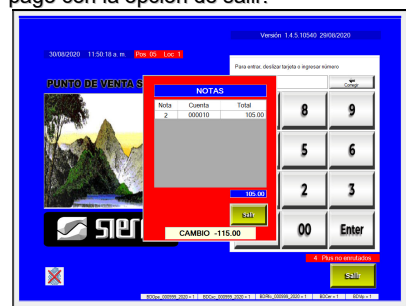 pago con la opción de salir.
Versión 1.4.5.10540 29/08/2020
30/08/2020 11:50:18 a. m. Pos.:05 Loc.:1
Para entrar, deslizar tarjeta o ingresar número
PUNTO DE VENTA S
Corregir
NOTAS
Nota Cuenta Total
2 000010 105.00
8 9
5 6
2 3
105.00
Salir
00 Enter
CAMBIO -115.00
4 Plus no enrutados
Salir